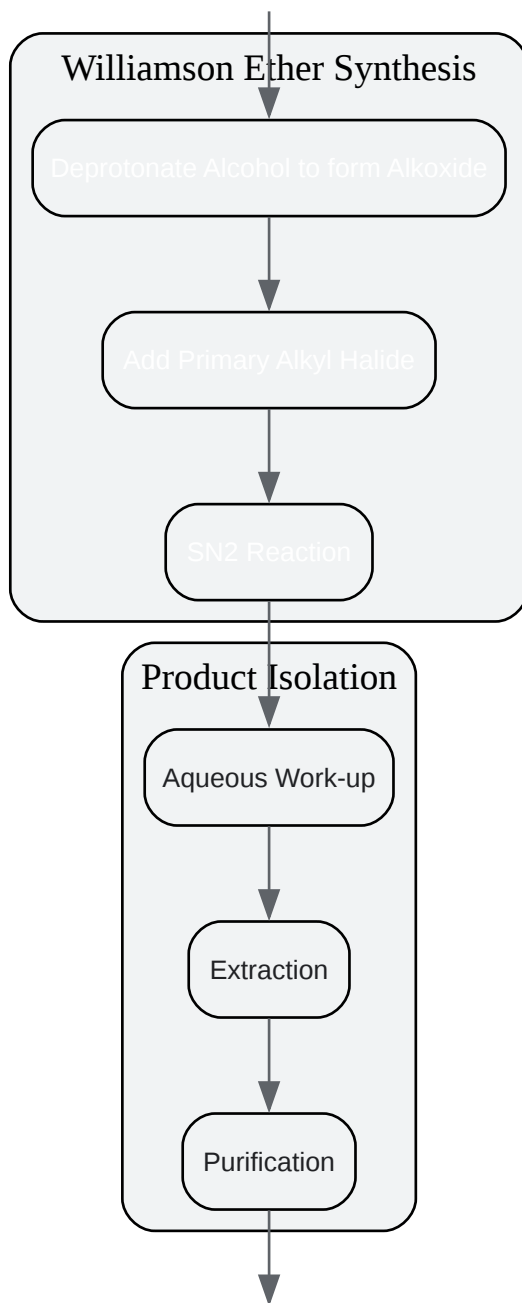 Williamson Ether Synthesis
Deprotonate Alcohol to form Alkoxide
Add Primary Alkyl Halide
SN2 Reaction
Product Isolation
Aqueous Work-up
Extraction
Purification